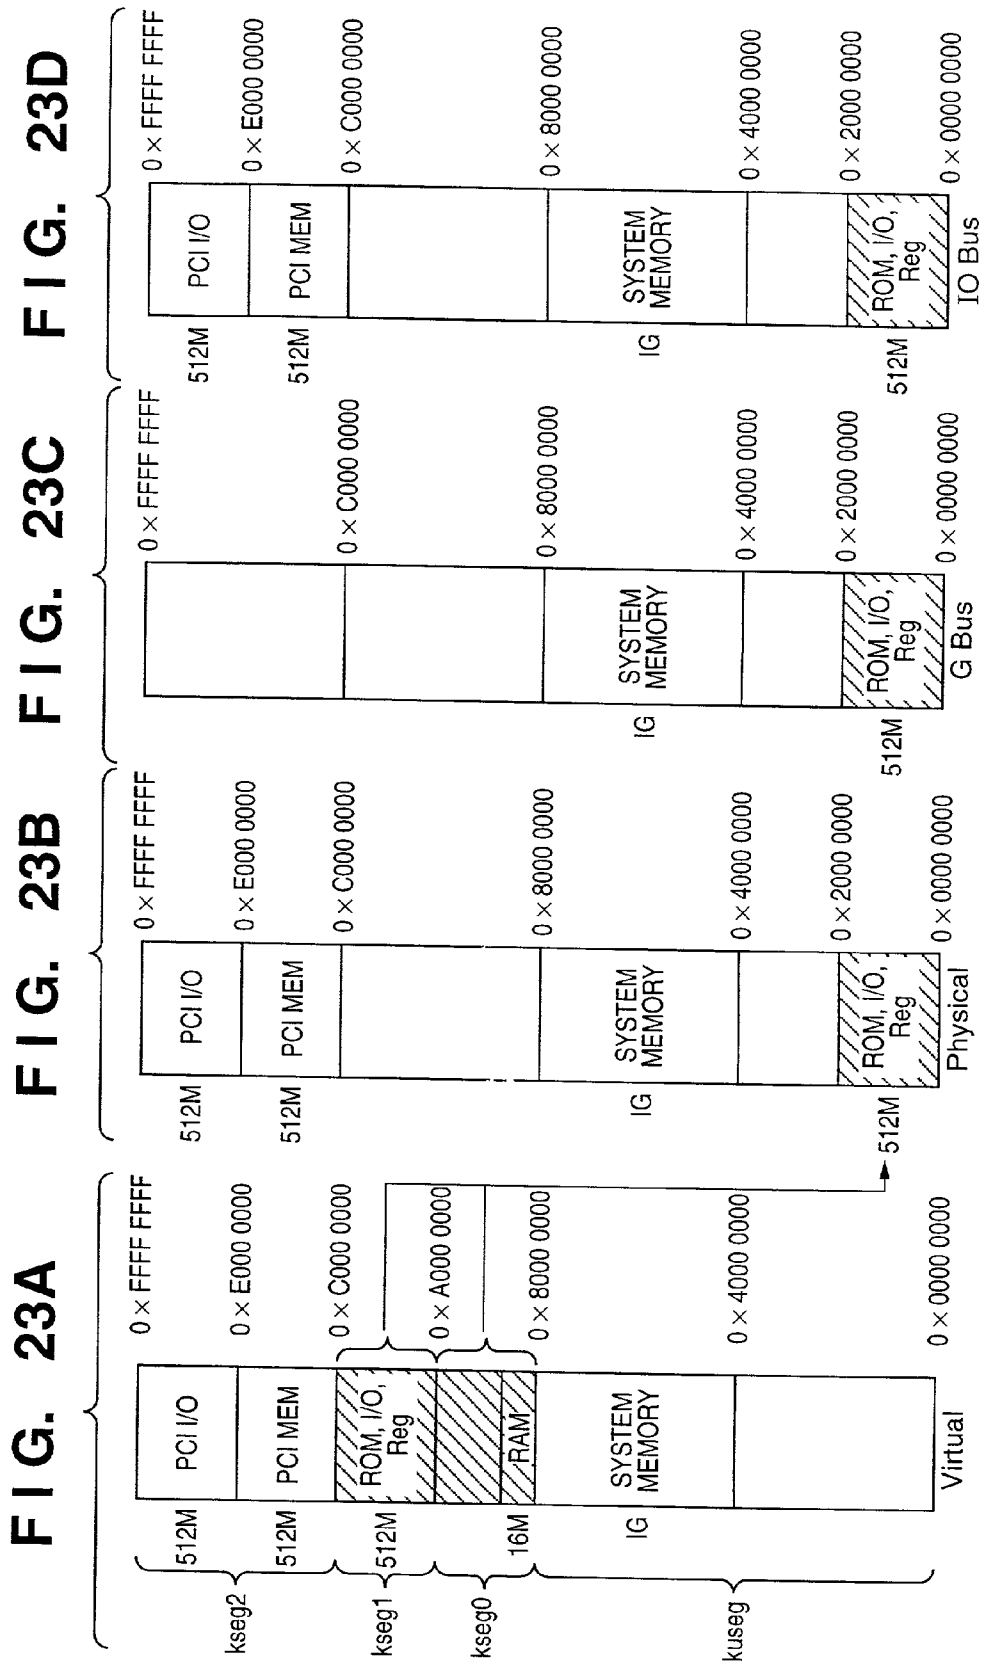 FIG. 23A
kseg2
kseg1
kseg0
kuseg
512M
512M
512M
16M
IG
PCI I/O
PCI MEM
ROM, I/O,
Reg
RAM
SYSTEM
MEMORY
0×FFFF FFFF
0×E000 0000
0×C000 0000
0×A000 0000
0×8000 0000
0×4000 0000
0×0000 0000
Virtual
FIG. 23B
512M
512M
IG
512M
PCI I/O
PCI MEM
SYSTEM
MEMORY
ROM, I/O,
Reg
0×FFFF FFFF
0×E000 0000
0×C000 0000
0×8000 0000
0×4000 0000
0×2000 0000
0×0000 0000
Physical
FIG. 23C
IG
512M
SYSTEM
MEMORY
ROM, I/O,
Reg
0×FFFF FFFF
0×C000 0000
0×8000 0000
0×4000 0000
0×2000 0000
0×0000 0000
G Bus
FIG. 23D
512M
512M
IG
512M
PCI I/O
PCI MEM
SYSTEM
MEMORY
ROM, I/O,
Reg
0×FFFF FFFF
0×E000 0000
0×C000 0000
0×8000 0000
0×4000 0000
0×2000 0000
0×0000 0000
IO Bus